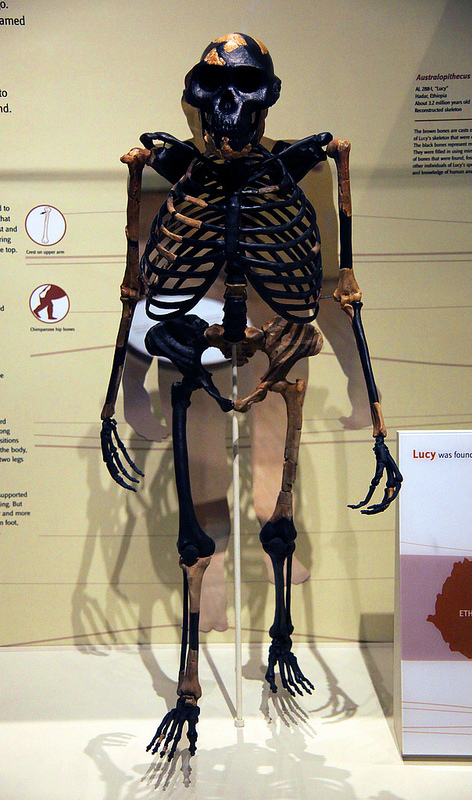 o.
amed
to
nd.
Australopithecus
AL 288-1, "Lucy"
Hadar, Ethiopia
About 3.2 million years old
Reconstructed skeleton
The brown bones are casts
of Lucy's skeleton that were
The black bones represent
They were filled in using
of bones that were found,
other individuals of Lucy's
and knowledge of human
d to
hat
st and
ring
e top.
Crest on upper arm
Chimpanzee hip bones
d
e
rd
ong
sitions
the body,
two legs
supported
ing. But
and more
n foot,
Lucy was found
ETH